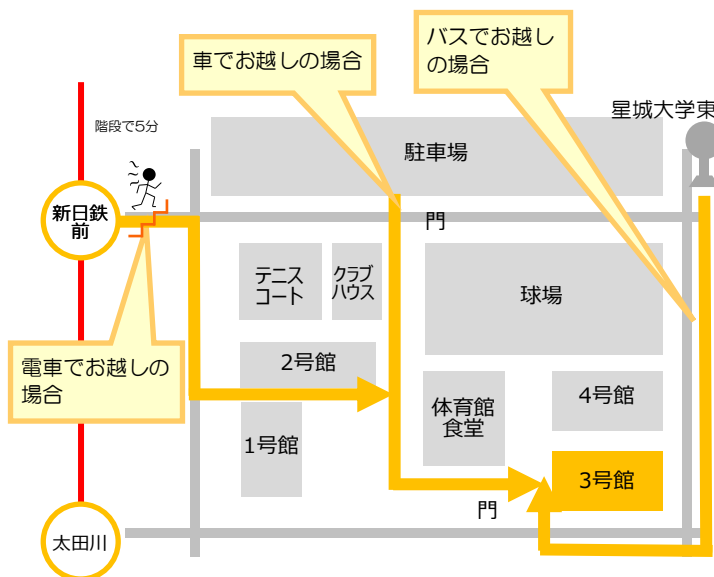 バスでお越し
の場合
車でお越しの場合
星城大学東
階段で5分
駐車場
新日鉄
前
門
テニス
コート
クラブ
ハウス
球場
電車でお越しの
場合
2号館
体育館
食堂
4号館
1号館
3号館
門
太田川